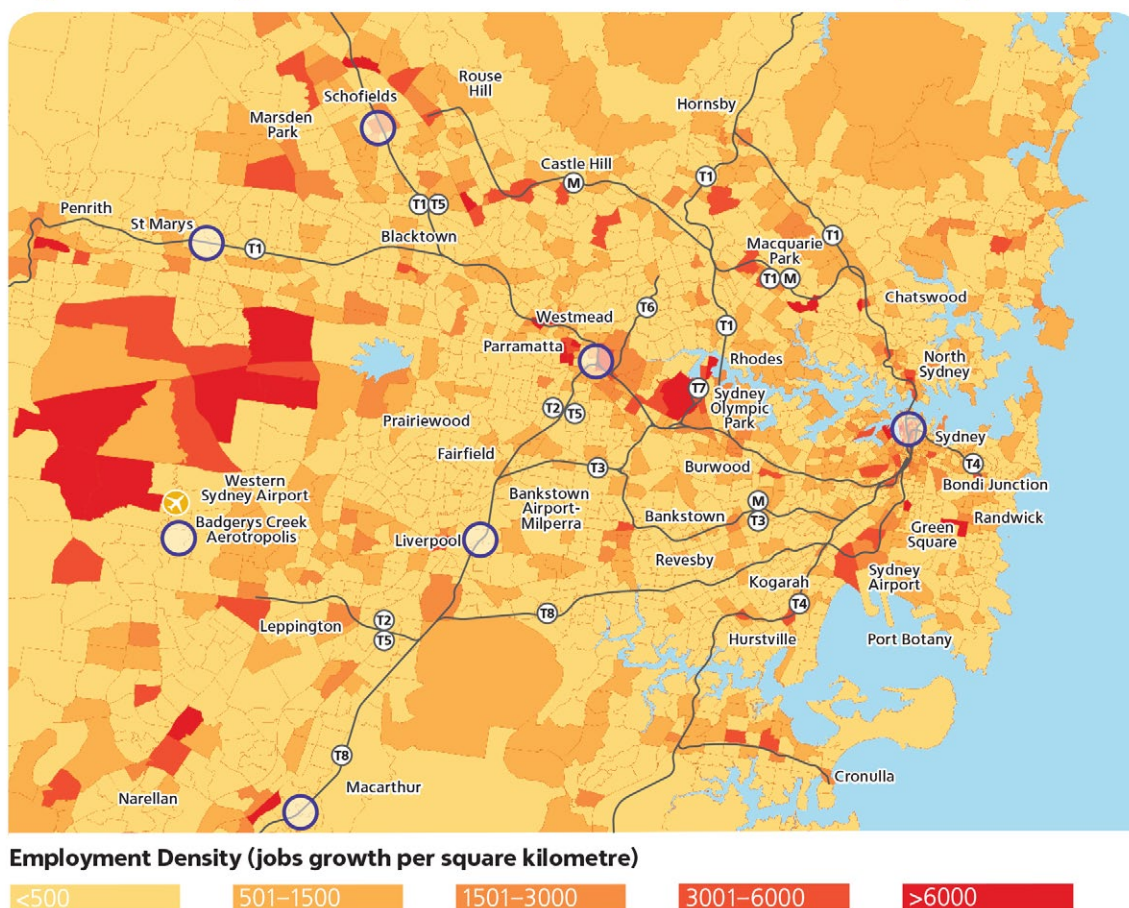 Rouse
Hill
Schofields
Hornsby
Marsden
Park
Castle Hill
M
T1
T1 T5
Penrith
St Marys
T1
Blacktown
T1
Macquarie
Park
T1 M
Chatswood
T6
Westmead
T1
Parramatta
Rhodes
North
Sydney
T7
Sydney
Olympic
Park
T2
T5
Prairiewood
Sydney
Fairfield
T4
T3
Burwood
Bondi Junction
Western
Sydney Airport
Bankstown
Airport-
Milperra
M
T3
Bankstown
Randwick
Badgerys Creek
Aerotropolis
Green
Square
Liverpool
Revesby
Sydney
Airport
Kogarah
T4
T8
Leppington
T2
T5
Hurstville
Port Botany
T8
Cronulla
Macarthur
Narellan
Employment Density (jobs growth per square kilometre)
<500 501–1500 1501–3000 3001–6000 >6000